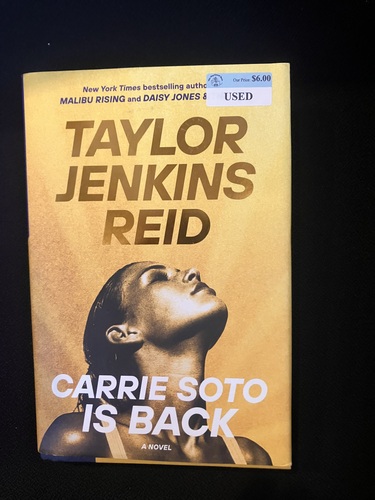 New York Times bestselling autho
Our Price $6.00
MALIBU RISING and DAISY JONES &
USED
TAYLOR
JENKINS
REID
CARRIE SOTO
IS BACK
A NOVEL